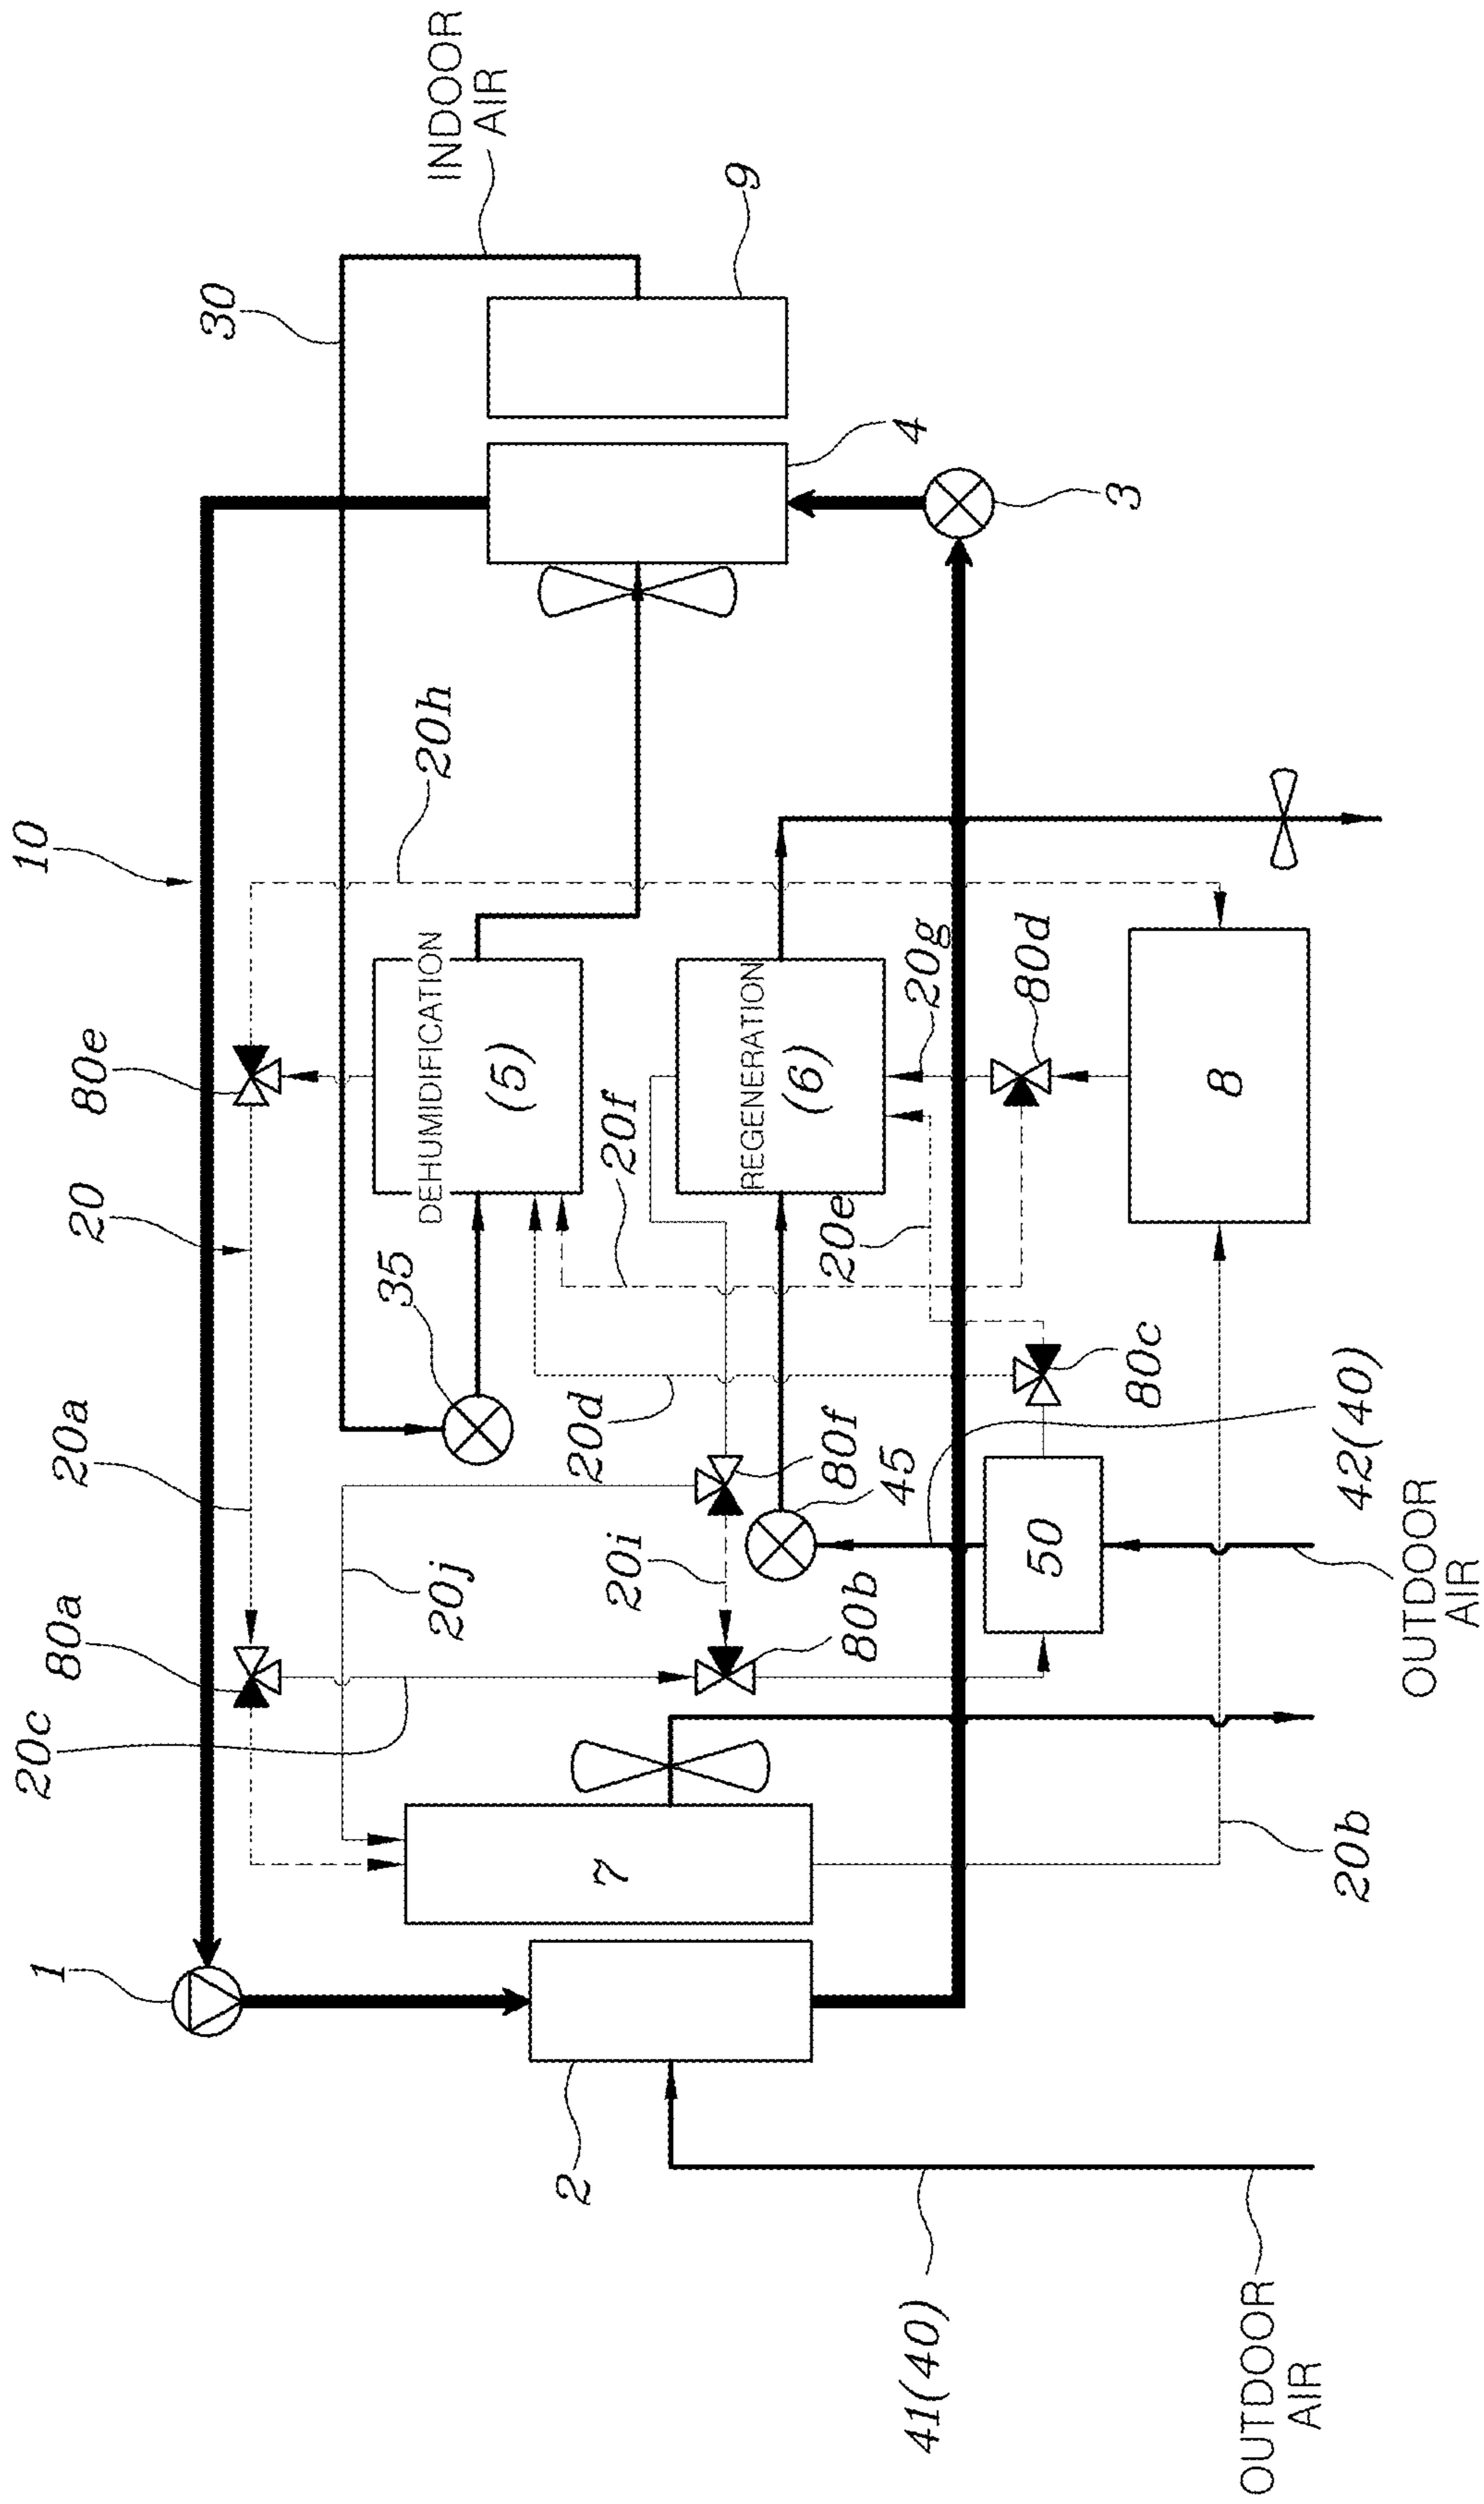 10
1
20c
80a
20a
20
80e
30
20h
INDOOR
AIR
20j
35
DEHUMIDIFICATION
(5)
20f
20d
20i
2
7
80b
80f
45
20e
REGENERATION
(6)
20g
80d
9
4
3
50
80c
8
41(40)
OUTDOOR
AIR
20b
42(40)
OUTDOOR
AIR